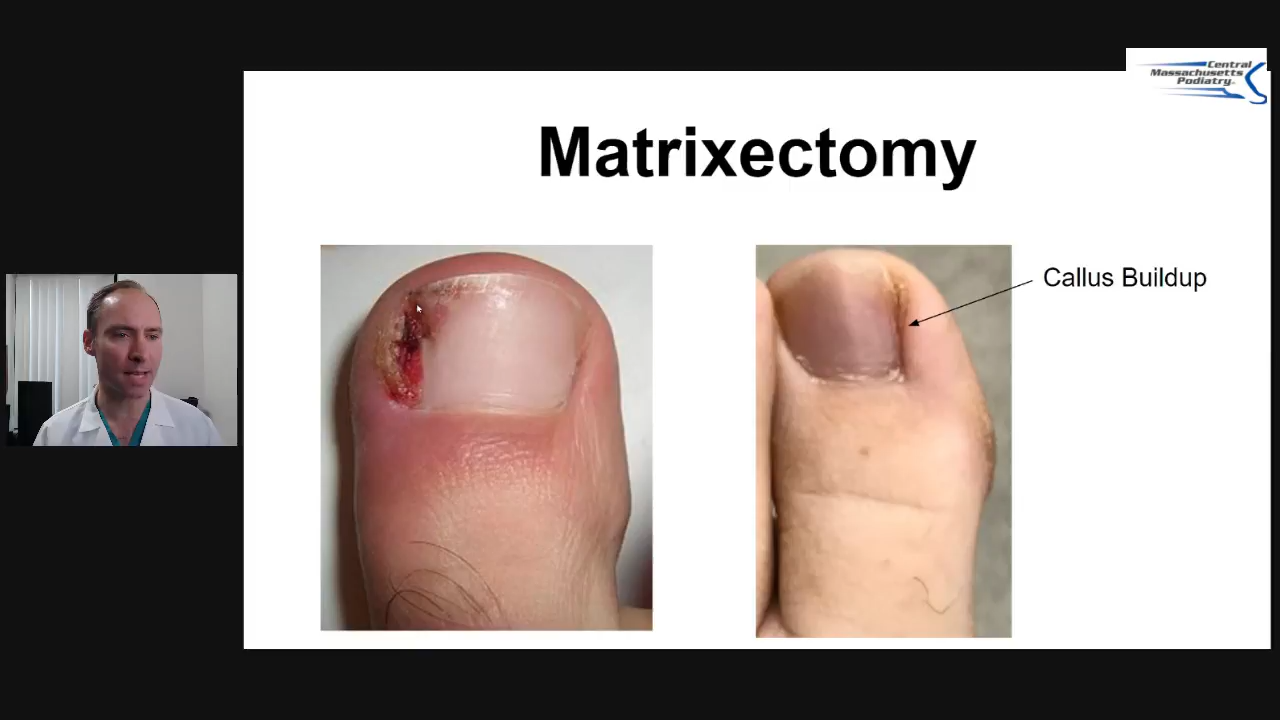 Central
Massachusetts
Podiatry
Matrixectomy
Callus Buildup